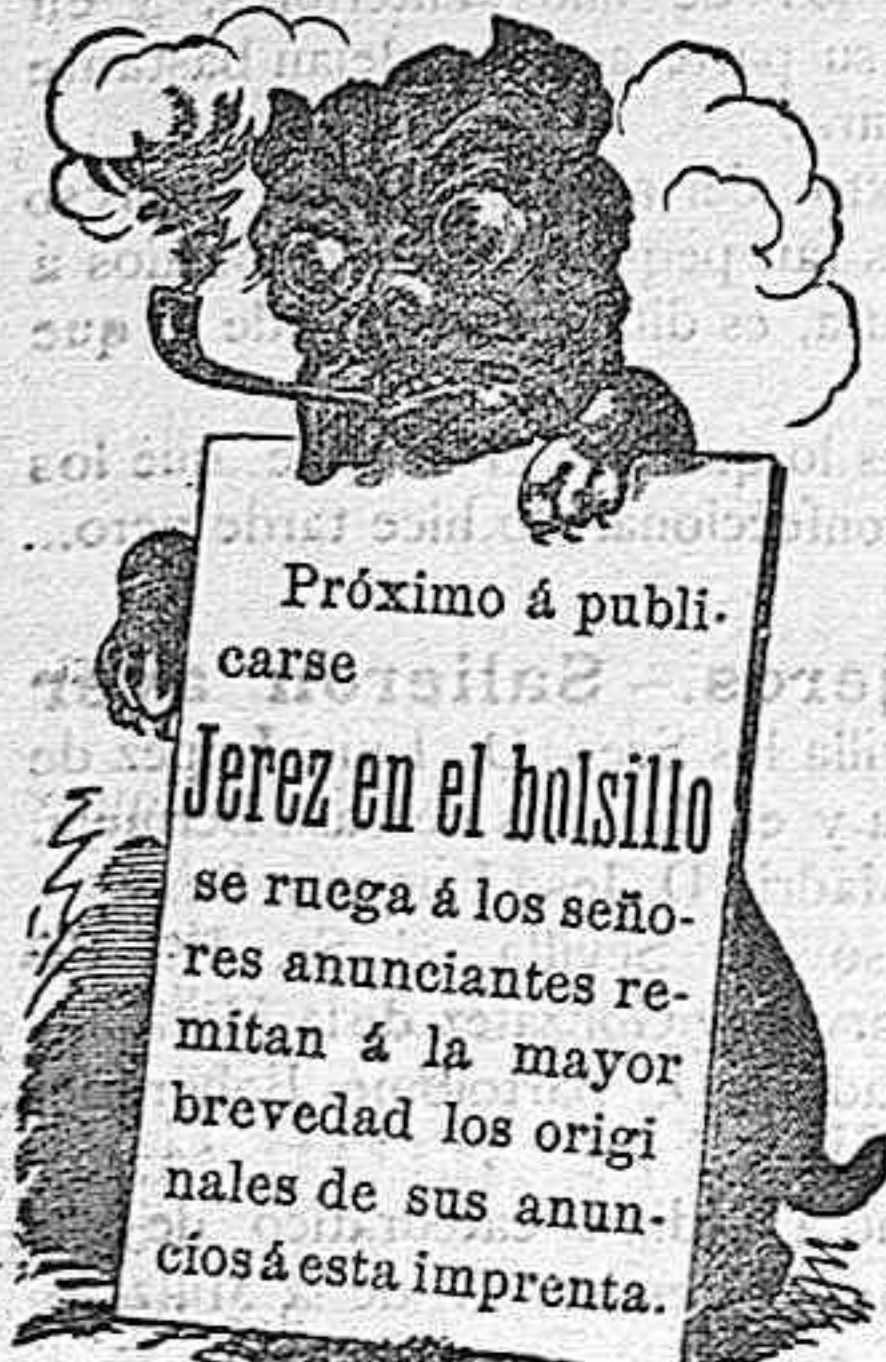 Próximo á publi-
carse
Jerez en el bolsillo
se ruega á los seño-
res anunciantes re-
mitan á la mayor
brevedad los origi
nales de sus anun-
cios á esta imprenta.